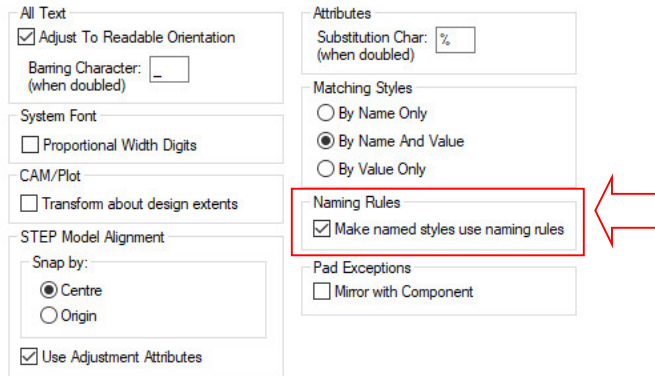 All Text
Adjust To Readable Orientation
Barring Character: _
(when doubled)
System Font
Proportional Width Digits
CAM/Plot
Transform about design extents
STEP Model Alignment
Snap by:
Centre
Origin
Use Adjustment Attributes
Attributes
Substitution Char: %
(when doubled)
Matching Styles
By Name Only
By Name And Value
By Value Only
Naming Rules
Make named styles use naming rules
Pad Exceptions
Mirror with Component